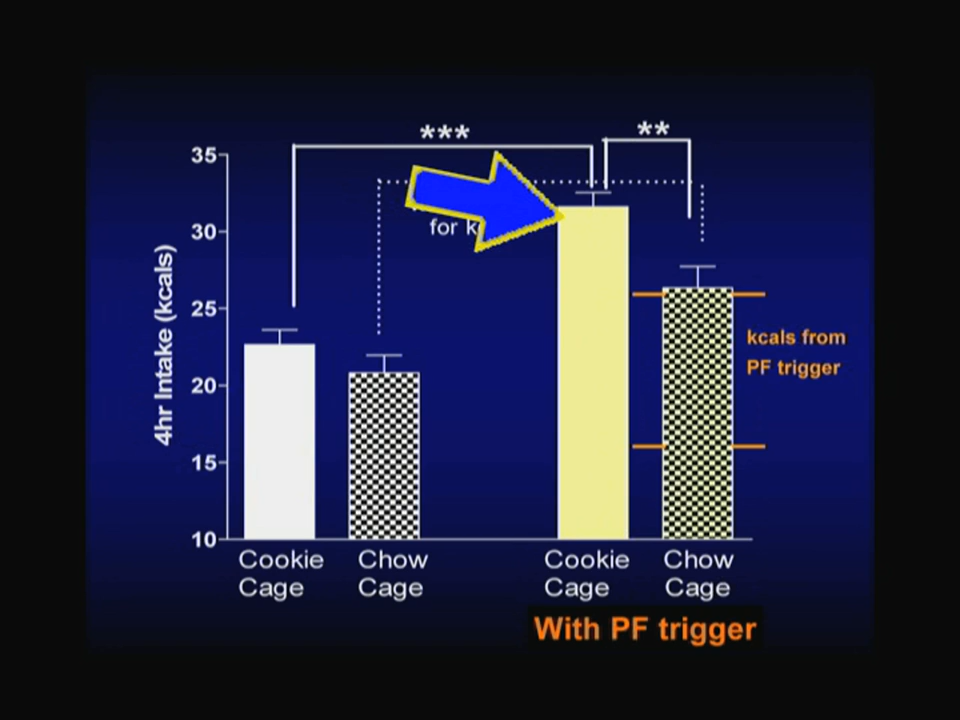 *** **
35
30
25
20
15
10
4hr Intake (kcals)
for
kcals from
PF trigger
Cookie Cage
Chow Cage
Cookie Cage
Chow Cage
With PF trigger